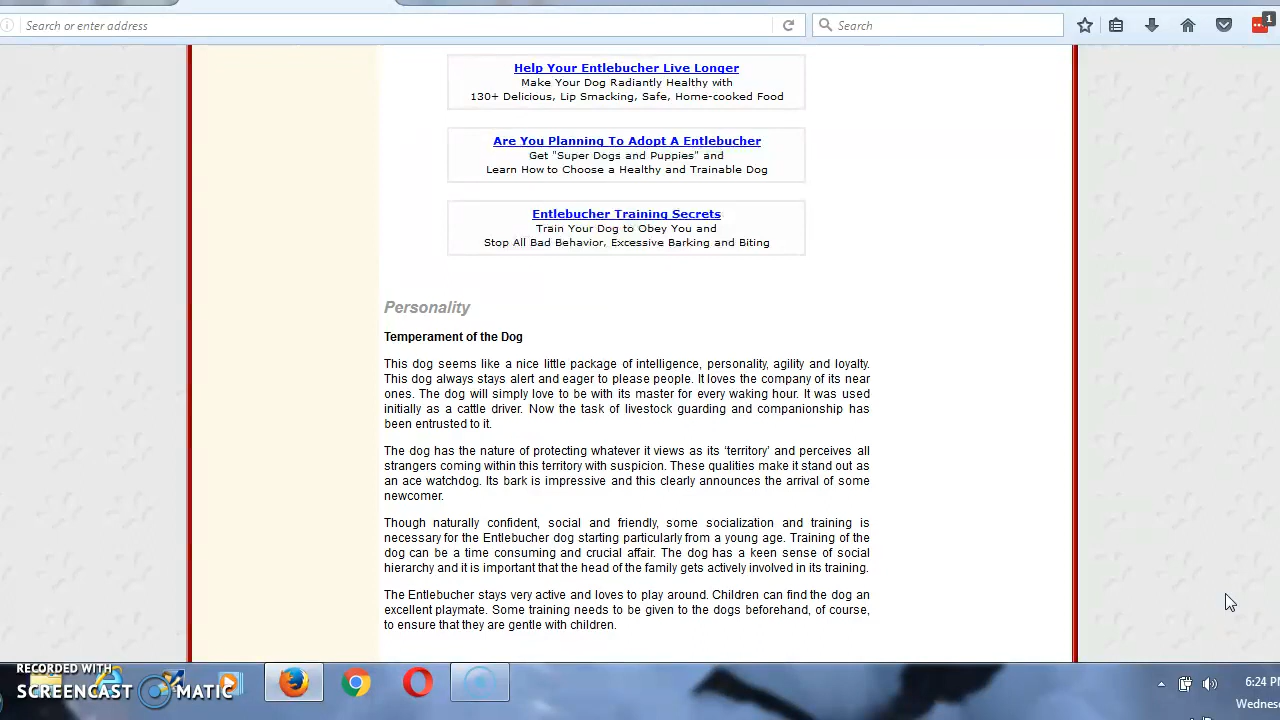 Search or enter address
Search
1
Help Your Entlebucher Live Longer
Make Your Dog Radiantly Healthy with
130+ Delicious, Lip Smacking, Safe, Home-cooked Food
Are You Planning To Adopt A Entlebucher
Get "Super Dogs and Puppies" and
Learn How to Choose a Healthy and Trainable Dog
Entlebucher Training Secrets
Train Your Dog to Obey You and
Stop All Bad Behavior, Excessive Barking and Biting
Personality
Temperament of the Dog
This dog seems like a nice little package of intelligence, personality, agility and loyalty.
This dog always stays alert and eager to please people. It loves the company of its near
ones. The dog will simply love to be with its master for every waking hour. It was used
initially as a cattle driver. Now the task of livestock guarding and companionship has
been entrusted to it.
The dog has the nature of protecting whatever it views as its ‘territory’ and perceives all
strangers coming within this territory with suspicion. These qualities make it stand out as
an ace watchdog. Its bark is impressive and this clearly announces the arrival of some
newcomer.
Though naturally confident, social and friendly, some socialization and training is
necessary for the Entlebucher dog starting particularly from a young age. Training of the
dog can be a time consuming and crucial affair. The dog has a keen sense of social
hierarchy and it is important that the head of the family gets actively involved in its training.
The Entlebucher stays very active and loves to play around. Children can find the dog an
excellent playmate. Some training needs to be given to the dogs beforehand, of course,
to ensure that they are gentle with children.
RECORDED WITH
SCREENCAST MATIC
6:24 PM
Wednes